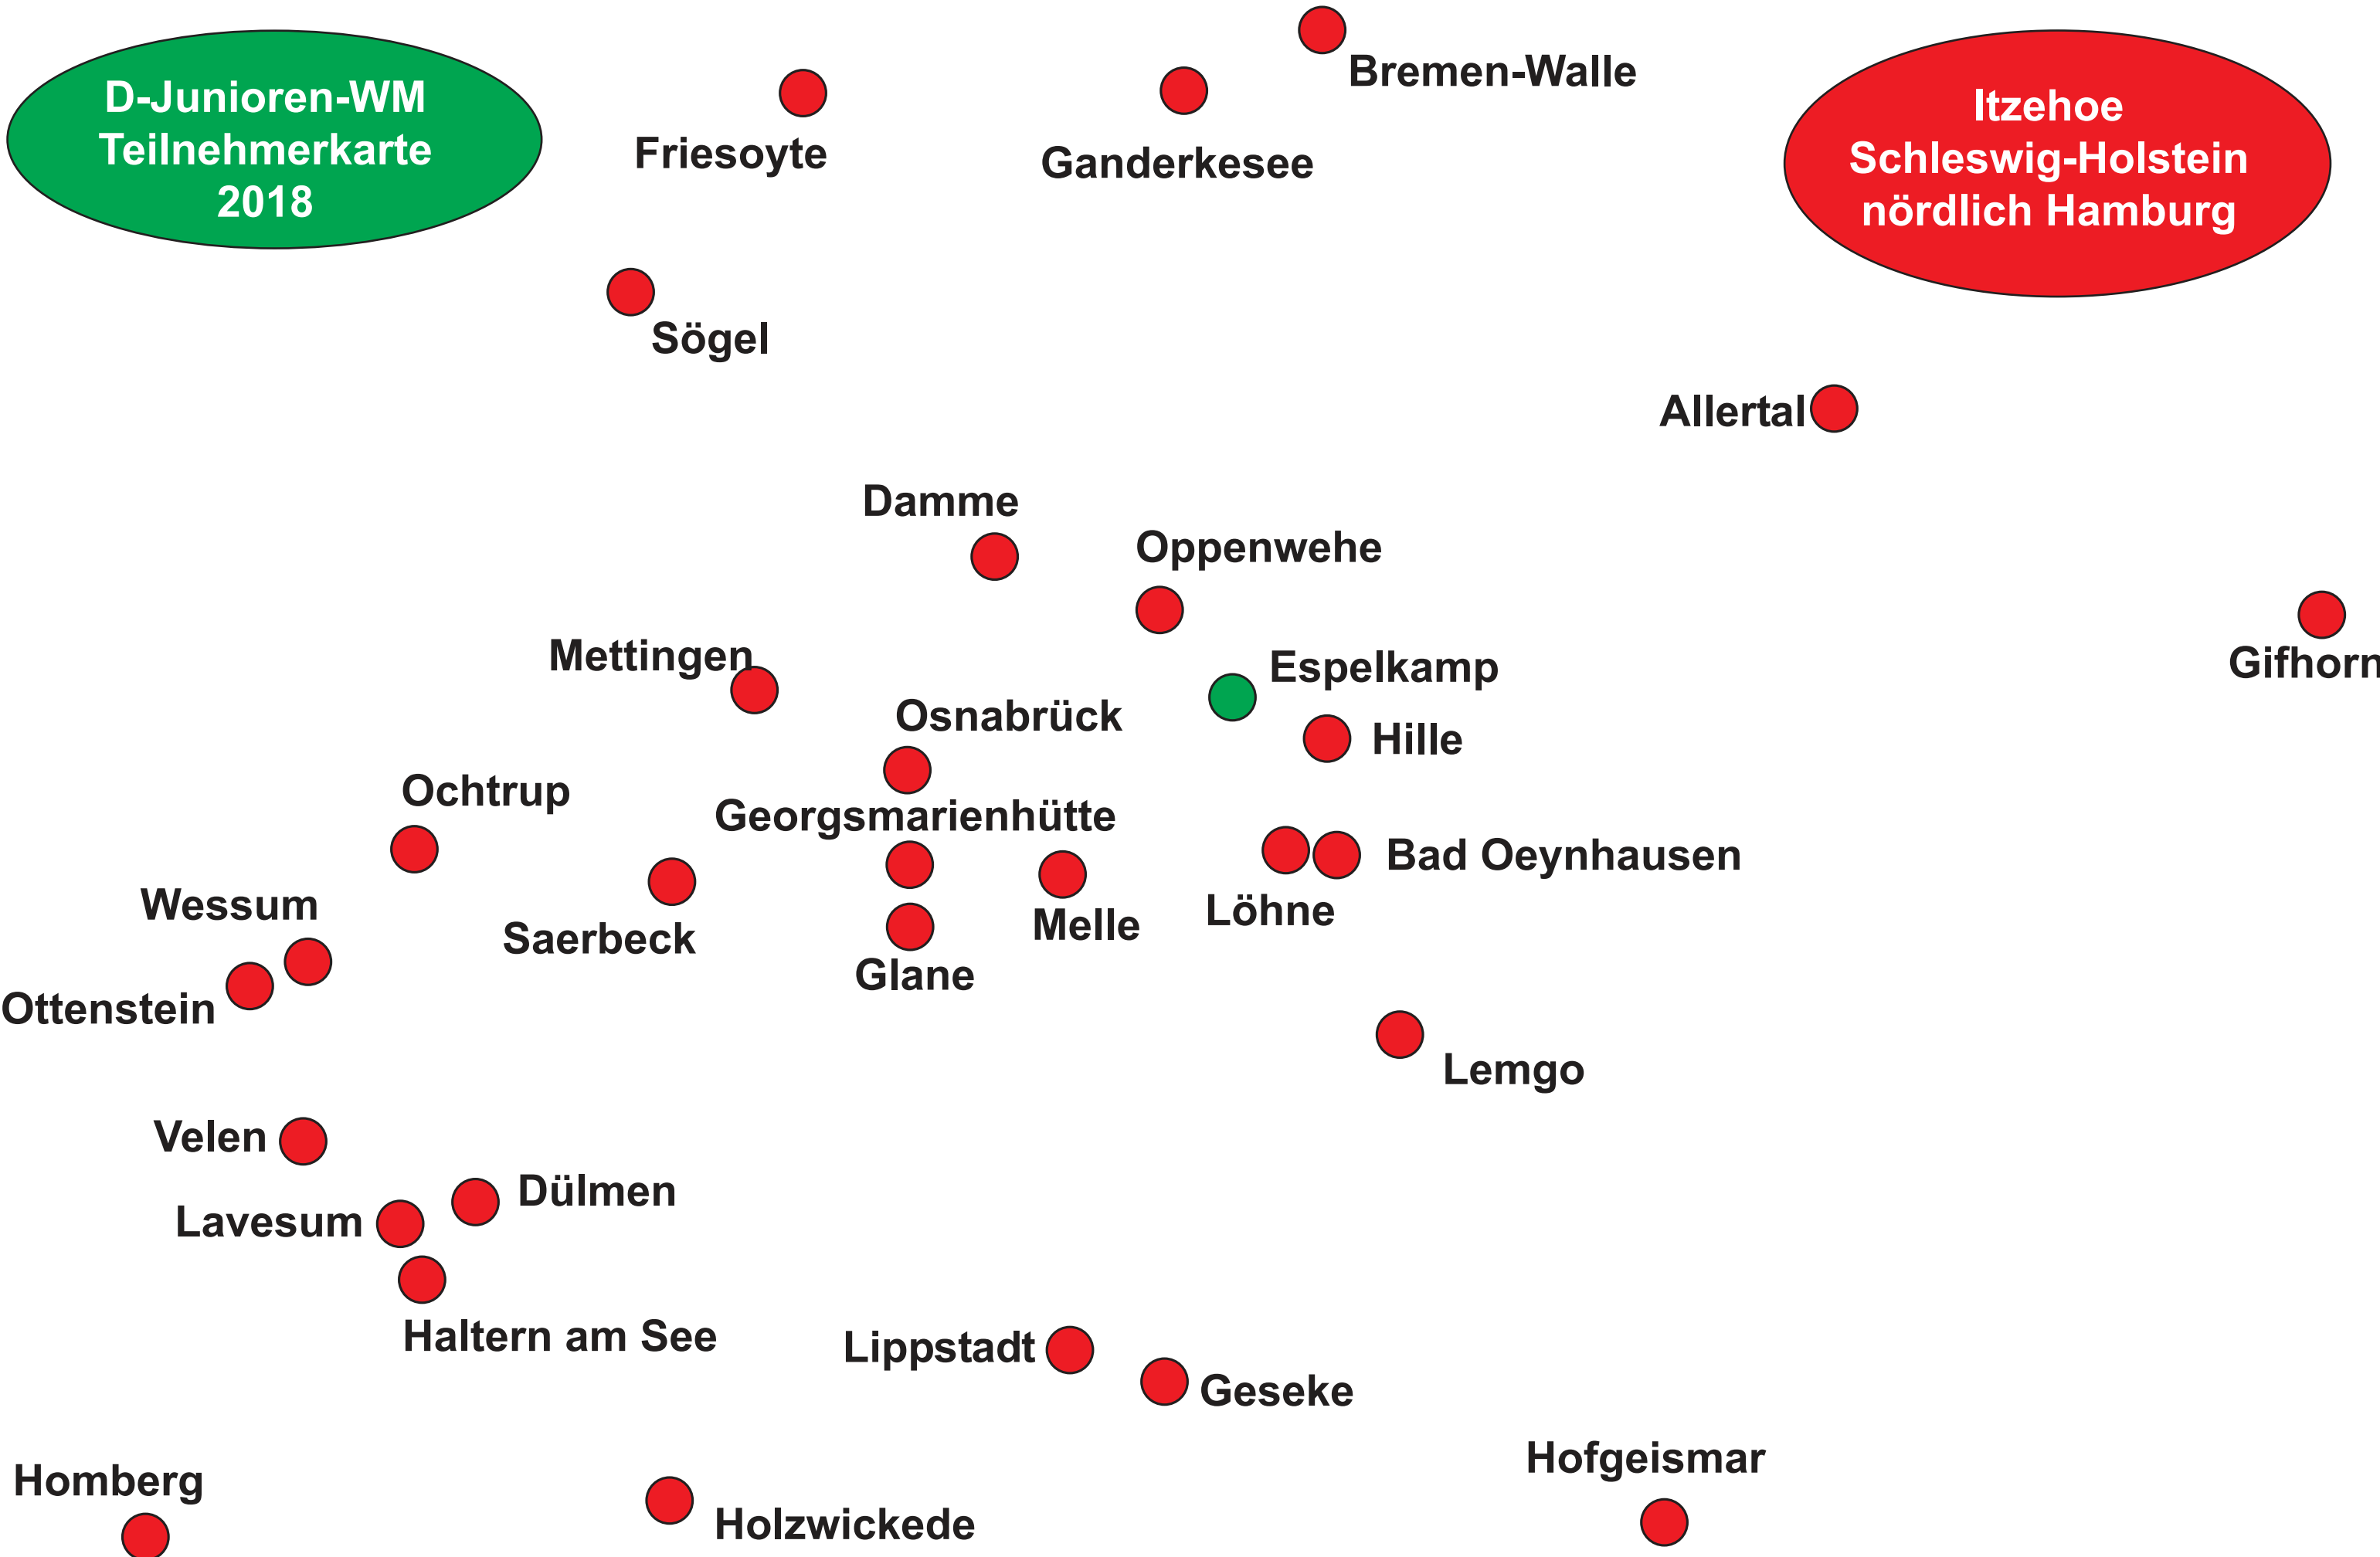 D-Junioren-WM
Teilnehmerkarte
2018
Bremen-Walle
Itzehoe
Schleswig-Holstein
nördlich Hamburg
Friesoyte
Ganderkesee
Sögel
Allertal
Damme
Oppenwehe
Mettingen
Espelkamp
Gifhorn
Osnabrück
Hille
Ochtrup
Georgsmarienhütte
Bad Oeynhausen
Wessum
Löhne
Saerbeck
Melle
Glane
Ottenstein
Lemgo
Velen
Dülmen
Lavesum
Haltern am See
Lippstadt
Geseke
Hofgeismar
Homberg
Holzwickede